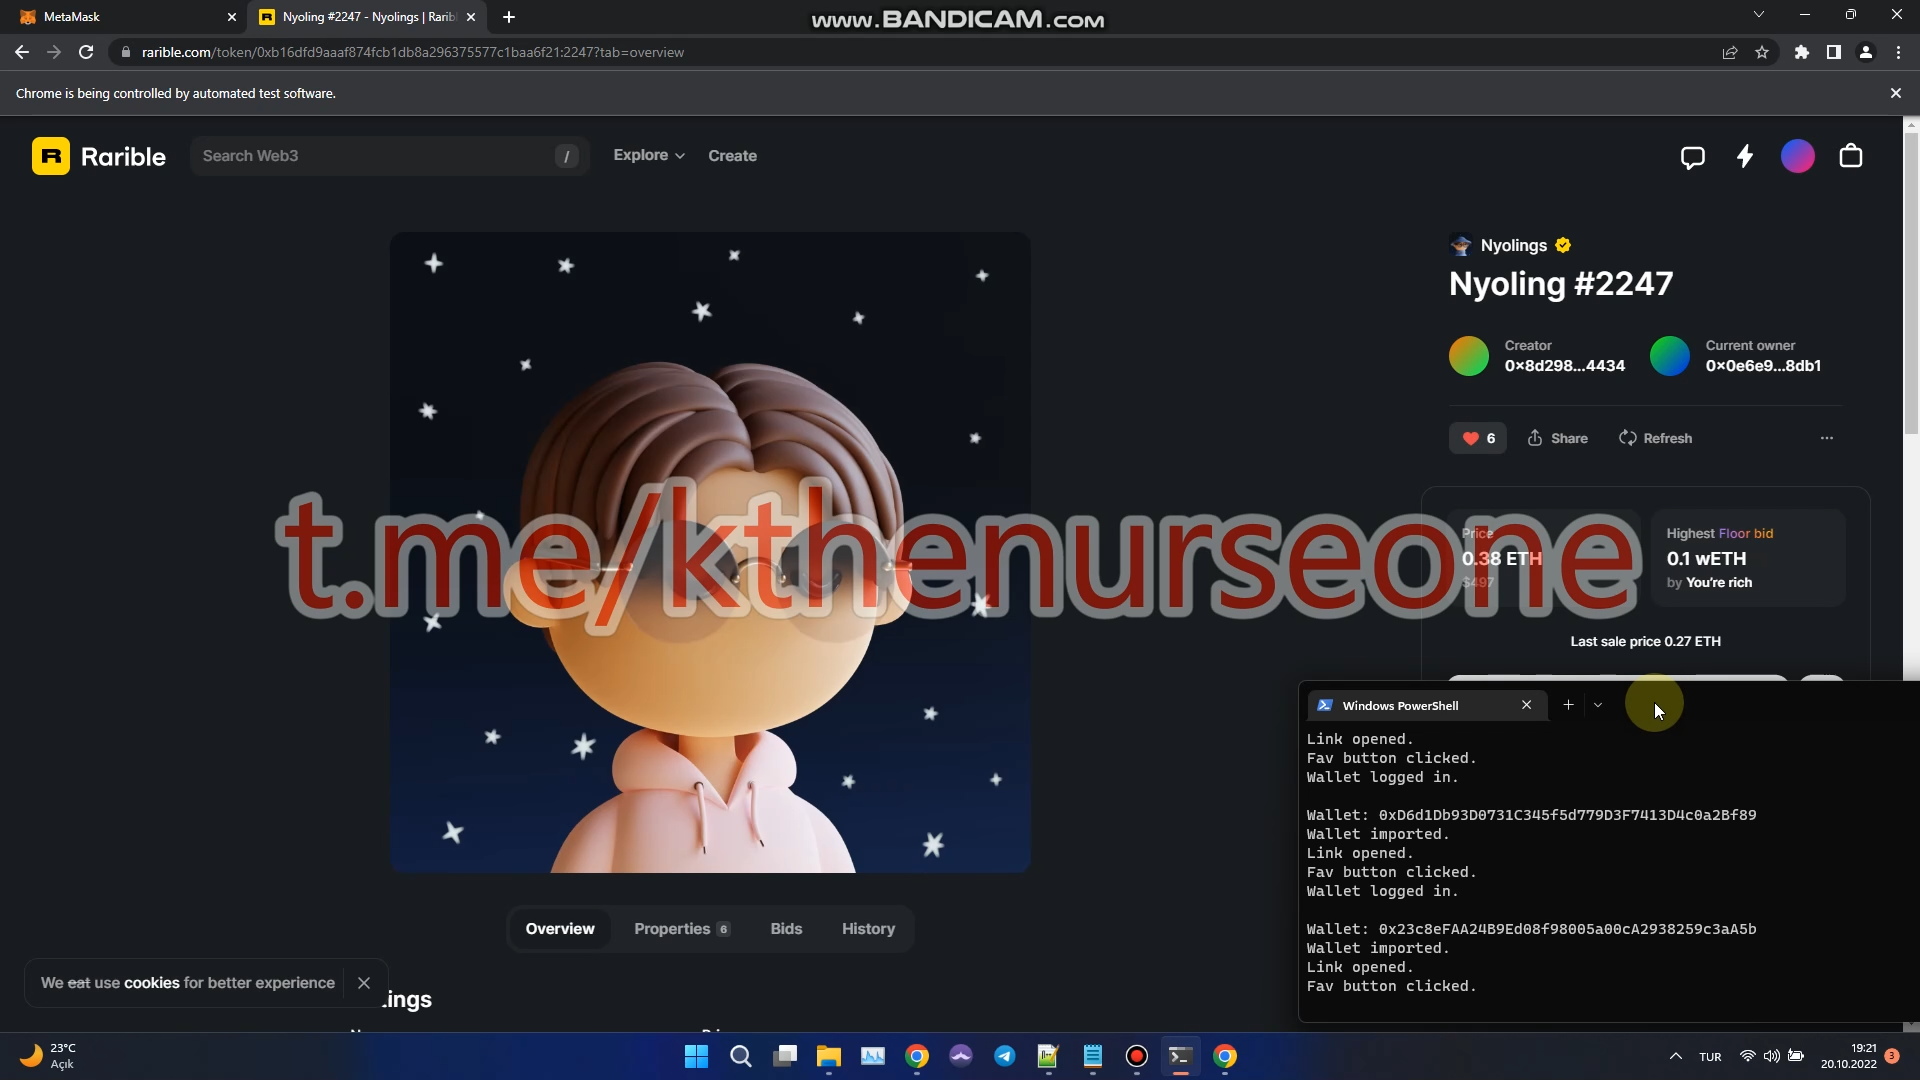 MetaMask
Nyoling #2247 - Nyolings | Rarib
www.BANDICAM.com
rarible.com/token/0xb16dfd9aaaf874fcb1db8a296375577c1baa6f21:2247?tab=overview
Chrome is being controlled by automated test software.
R Rarible
Search Web3
/
Explore
Create
Nyolings
Nyoling #2247
Creator
0x8d298...4434
Current owner
0x0e6e9...8db1
6
Share
Refresh
t.me/kthenurseone
Price
0.38 ETH
$497
Highest Floor bid
0.1 wETH
by You're rich
Last sale price 0.27 ETH
Windows PowerShell
Link opened.
Fav button clicked.
Wallet logged in.
Wallet: 0xD6d1Db93D0731C345f5d779D3F7413D4c0a2Bf89
Wallet imported.
Link opened.
Fav button clicked.
Wallet logged in.
Wallet: 0x23c8eFAA24B9Ed08f98005a00cA2938259c3aA5b
Wallet imported.
Link opened.
Fav button clicked.
Overview
Properties 6
Bids
History
We eat use cookies for better experience
ings
23°C
Açık
TUR
19:21
20.10.2022
3